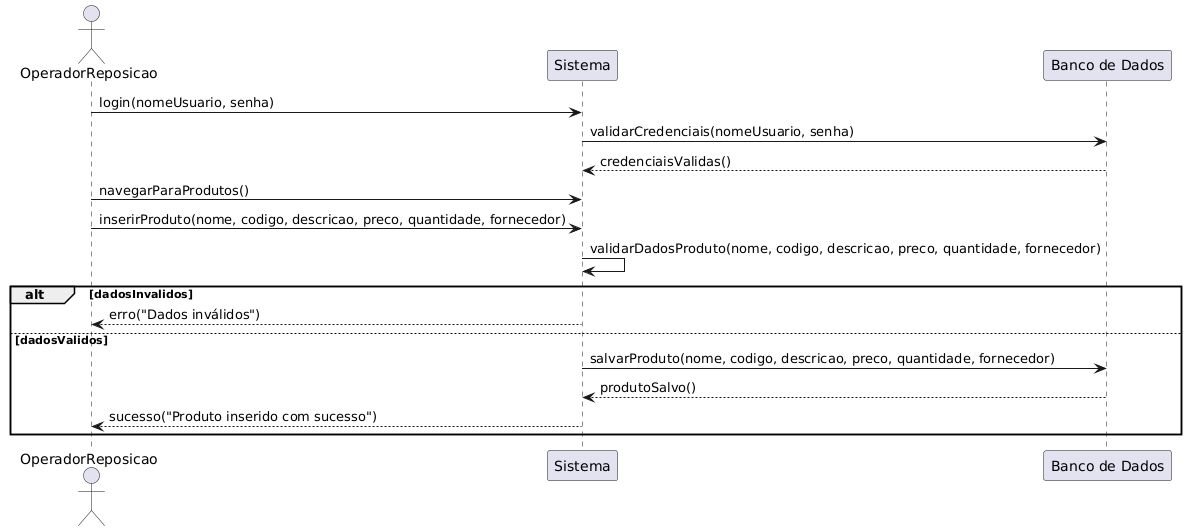 OperadorReposicao
Sistema
Banco de Dados
login(nomeUsuario, senha)
validarCredenciais(nomeUsuario, senha)
credenciaisValidas()
navegarParaProdutos()
inserirProduto(nome, codigo, descricao, preco, quantidade, fornecedor)
validarDadosProduto(nome, codigo, descricao, preco, quantidade, fornecedor)
alt [dadosInvalidos]
erro("Dados inválidos")
[dadosValidos]
salvarProduto(nome, codigo, descricao, preco, quantidade, fornecedor)
produtoSalvo()
sucesso("Produto inserido com sucesso")
OperadorReposicao
Sistema
Banco de Dados